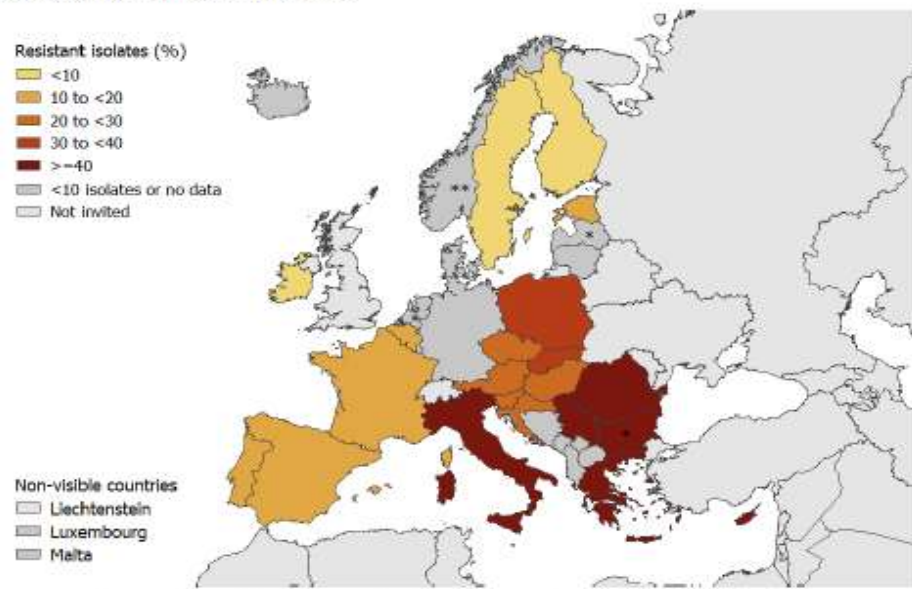 Resistant isolates (%)
<10
10 to <20
20 to <30
30 to <40
>=40
<10 isolates or no data
Not invited
**
*
*
Non-visible countries
Liechtenstein
Luxembourg
Malta